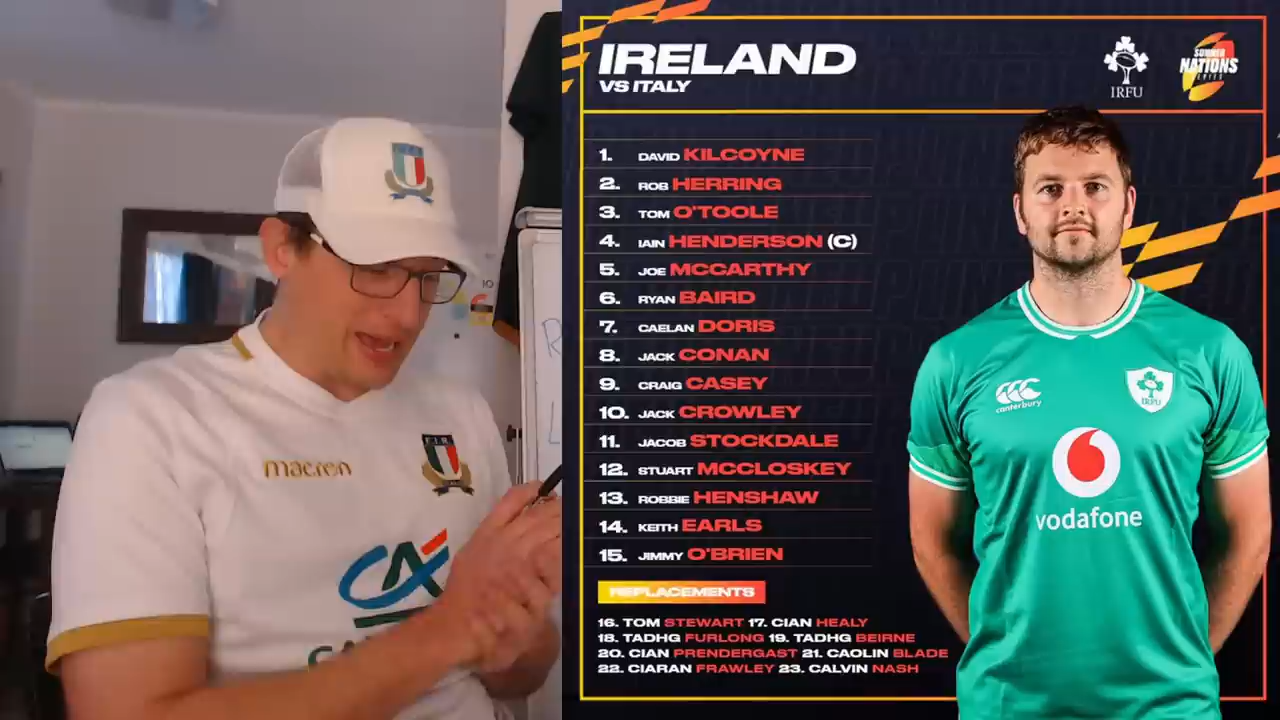 IRELAND
VS ITALY
IRFU
SUMMER
NATIONS
SERIES
1. DAVID KILCOYNE
2. ROB HERRING
3. TOM O'TOOLE
4. IAIN HENDERSON (C)
5. JOE MCCARTHY
6. RYAN BAIRD
7. CAELAN DORIS
8. JACK CONAN
9. CRAIG CASEY
10. JACK CROWLEY
11. JACOB STOCKDALE
12. STUART MCCLOSKEY
13. ROBBIE HENSHAW
14. KEITH EARLS
15. JIMMY O'BRIEN
REPLACEMENTS
16. TOM STEWART 17. CIAN HEALY
18. TADHG FURLONG 19. TADHG BEIRNE
20. CIAN PRENDERGAST 21. CAOLIN BLADE
22. CIARAN FRAWLEY 23. CALVIN NASH
canterbury
IRFU
vodafone
macron
F.I.R.
CA